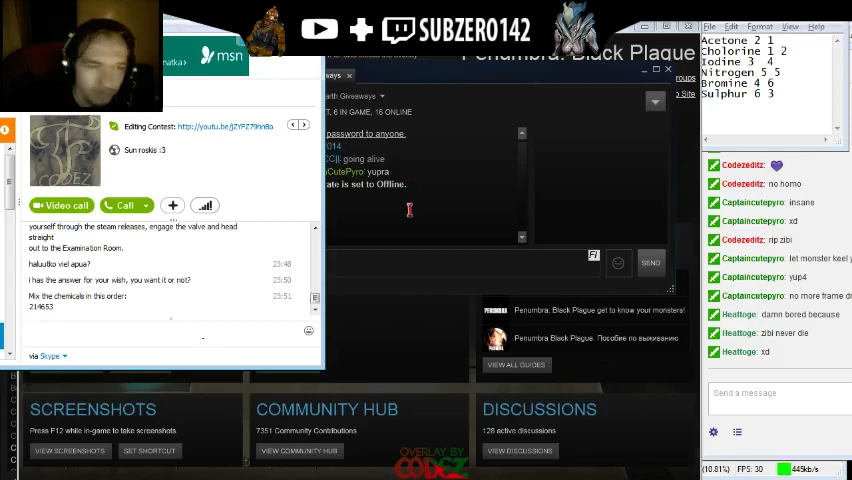 SUBZERO142
msn
Penumbra: Black Plague
Editing Contest: http://youtu.be/jZYFZ79hnBo
Sun roskis :3
CODEZ
Video call
Call
yourself through the steam releases, engage the valve and head
straight
out to the Examination Room.
haluutko viel apua? 23:48
i has the answer for your wish, you want it or not? 23:50
Mix the chemicals in this order: 23:51
214653
via Skype
arth Giveaways
6 IN GAME, 16 ONLINE
password to anyone.
going alive
CutePyro: yupra
ate is set to Offline.
Fi
SEND
Penumbra: Black Plague get to know your monsters!
Penumbra Black Plague. Пособие по выживанию
VIEW ALL GUIDES
SCREENSHOTS
Press F12 while in-game to take screenshots.
VIEW SCREENSHOTS
SET SHORTCUT
COMMUNITY HUB
7351 Community Contributions
VIEW COMMUNITY HUB
DISCUSSIONS
128 active discussions
VIEW DISCUSSIONS
OVERLAY BY
CODEZ
File Edit Format View Help
Acetone 2 1
Cholorine 1 2
Iodine 3 4
Nitrogen 5 5
Bromine 4 6
Sulphur 6 3
Codezeditz:
Codezeditz: no homo
Captaincutepyro: insane
Captaincutepyro: xd
Codezeditz: rip zibi
Captaincutepyro: let monster keel y
Captaincutepyro: yup4
Captaincutepyro: no more frame dr
Heattoge: damn bored because
Heattoge: zibi never die
Heattoge: xd
Send a message
(10.81%) FPS: 30 445kb/s